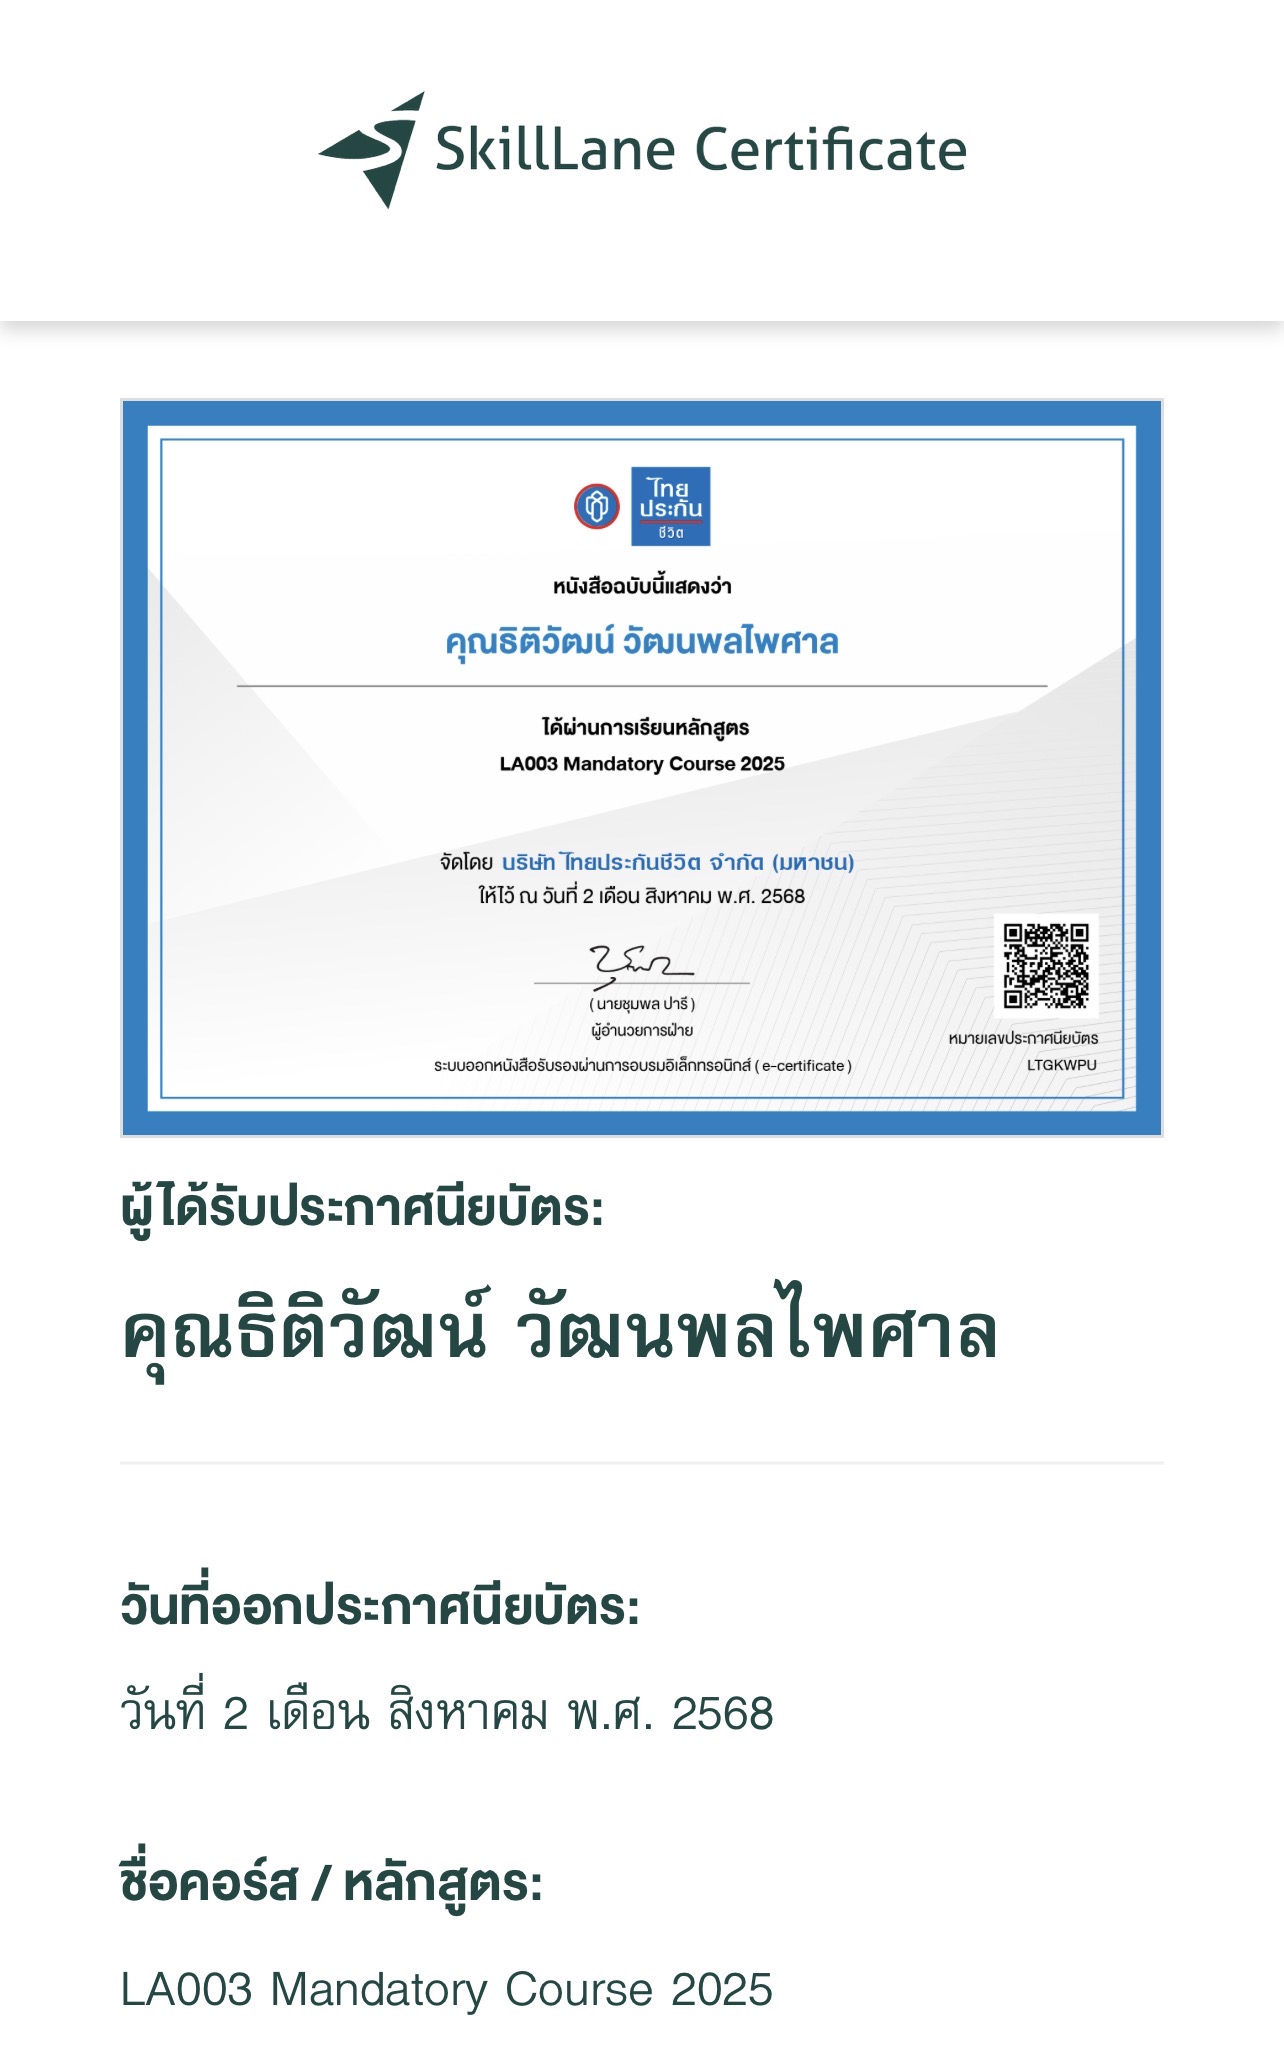 SkillLane Certificate
ไทย
ประกัน
ชีวิต
หนังสือฉบับนี้แสดงว่า
คุณธิติวัฒน์ วัฒนพลไพศาล
ได้ผ่านการเรียนหลักสูตร
LA003 Mandatory Course 2025
จัดโดย บริษัท ไทยประกันชีวิต จำกัด (มหาชน)
ให้ไว้ ณ วันที่ 2 เดือน สิงหาคม พ.ศ. 2568
( นายชุมพล ปารี )
ผู้อำนวยการฝ่าย
ระบบออกหนังสือรับรองผ่านการอบรมอิเล็กทรอนิกส์ ( e-certificate )
หมายเลขประกาศนียบัตร
LTGKWPU
ผู้ได้รับประกาศนียบัตร:
คุณธิติวัฒน์ วัฒนพลไพศาล
วันที่ออกประกาศนียบัตร:
วันที่ 2 เดือน สิงหาคม พ.ศ. 2568
ชื่อคอร์ส / หลักสูตร:
LA003 Mandatory Course 2025